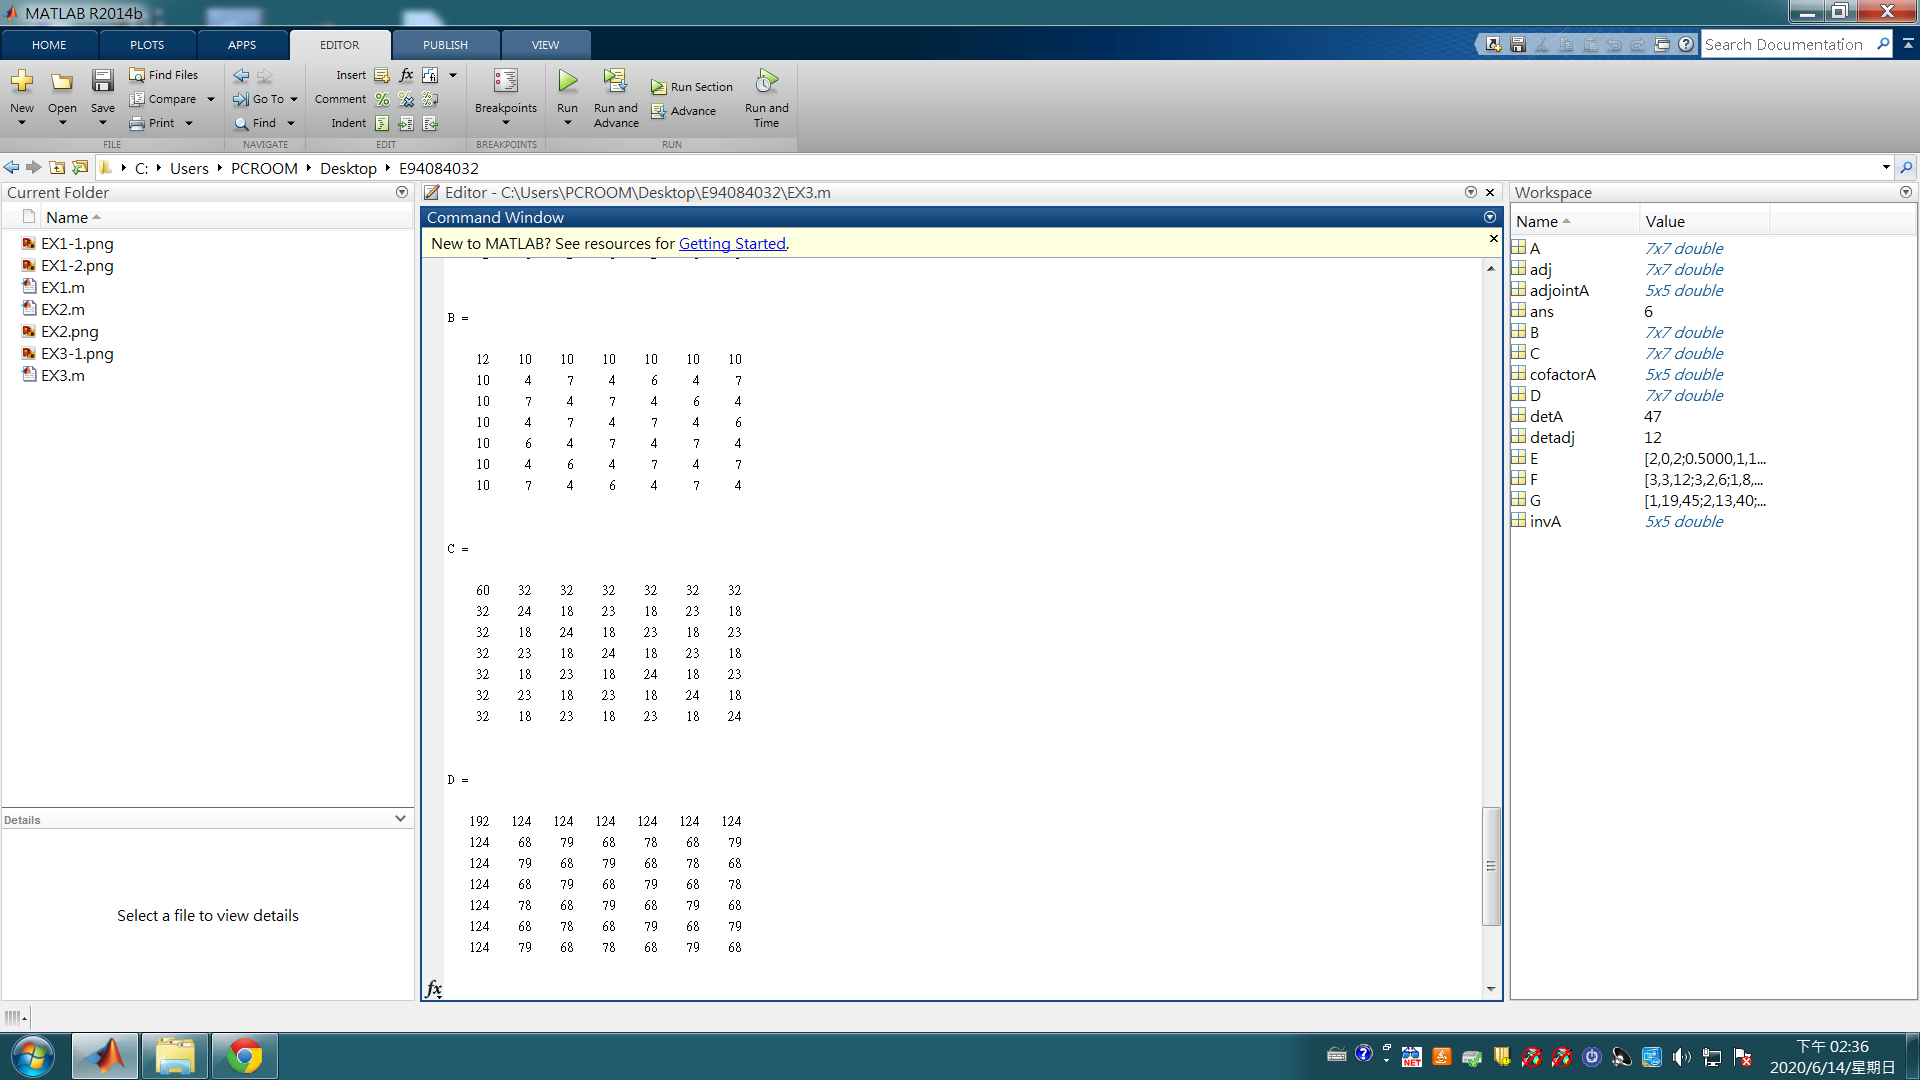 MATLAB R2014b
HOME PLOTS APPS EDITOR PUBLISH VIEW
Search Documentation
New Open Save Find Files Compare Print
FILE
Go To Find
NAVIGATE
Insert fx
Comment
Indent
EDIT
Breakpoints
BREAKPOINTS
Run Run and Advance Run Section Advance Run and Time
RUN
C: Users PCROOM Desktop E94084032
Current Folder
Name
EX1-1.png
EX1-2.png
EX1.m
EX2.m
EX2.png
EX3-1.png
EX3.m
Details
Select a file to view details
Editor - C:\Users\PCROOM\Desktop\E94084032\EX3.m
Command Window
New to MATLAB? See resources for Getting Started.
B =
12 10 10 10 10 10 10
10 4 7 4 6 4 7
10 7 4 7 4 6 4
10 4 7 4 7 4 6
10 6 4 7 4 7 4
10 4 6 4 7 4 7
10 7 4 6 4 7 4
C =
60 32 32 32 32 32 32
32 24 18 23 18 23 18
32 18 24 18 23 18 23
32 23 18 24 18 23 18
32 18 23 18 24 18 23
32 23 18 23 18 24 18
32 18 23 18 23 18 24
D =
192 124 124 124 124 124 124
124 68 79 68 78 68 79
124 79 68 79 68 78 68
124 68 79 68 79 68 78
124 78 68 79 68 79 68
124 68 78 68 79 68 79
124 79 68 78 68 79 68
fx
Workspace
Name Value
A 7x7 double
adj 7x7 double
adjointA 5x5 double
ans 6
B 7x7 double
C 7x7 double
cofactorA 5x5 double
D 7x7 double
detA 47
detadj 12
E [2,0,2;0.5000,1,1...
F [3,3,12;3,2,6;1,8,...
G [1,19,45;2,13,40;...
invA 5x5 double
下午 02:36
2020/6/14/星期日